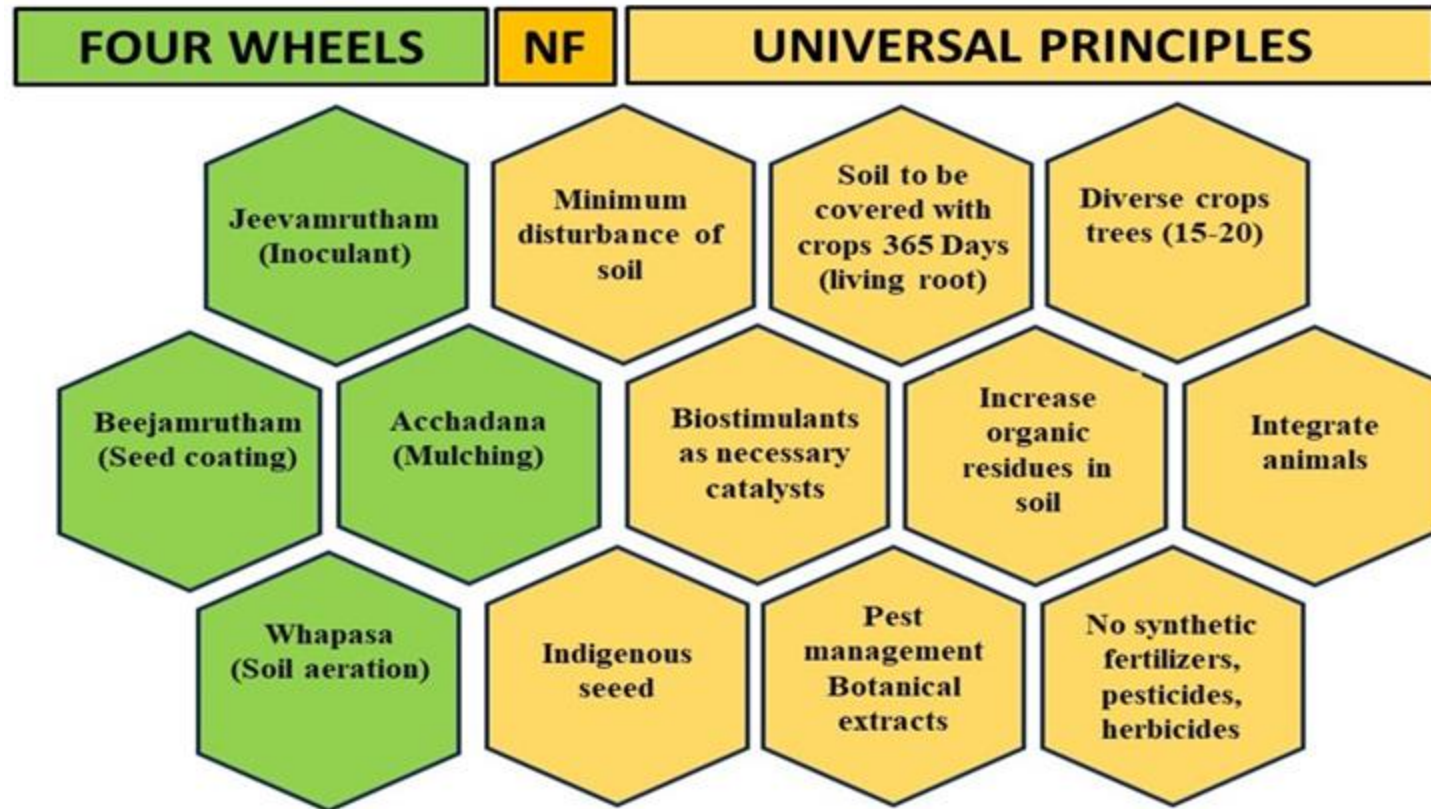 FOUR WHEELS
NF
UNIVERSAL PRINCIPLES
Jeevamrutham
(Inoculant)
Minimum
disturbance of
soil
Soil to be
covered with
crops 365 Days
(living root)
Diverse crops
trees (15-20)
Beejamrutham
(Seed coating)
Acchadana
(Mulching)
Biostimulants
as necessary
catalysts
Increase
organic
residues in
soil
Integrate
animals
Whapasa
(Soil aeration)
Indigenous
seeed
Pest
management
Botanical
extracts
No synthetic
fertilizers,
pesticides,
herbicides